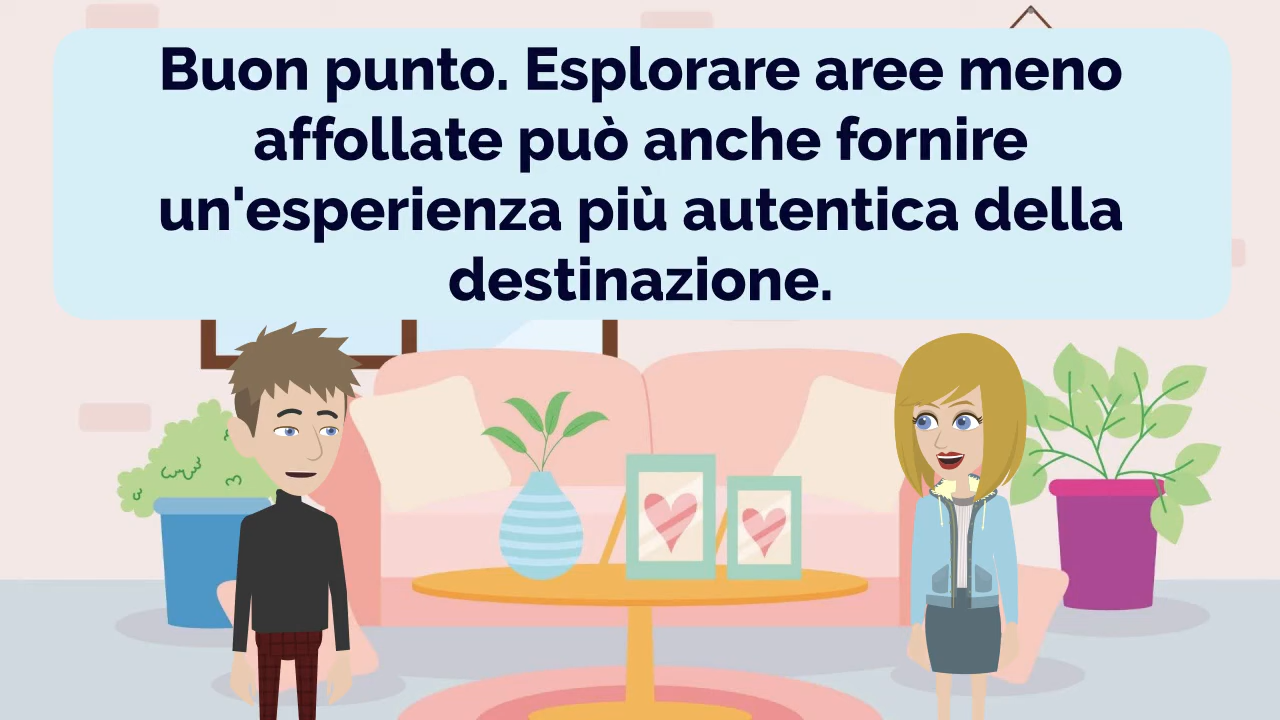 Buon punto. Esplorare aree meno
affollate può anche fornire
un'esperienza più autentica della
destinazione.